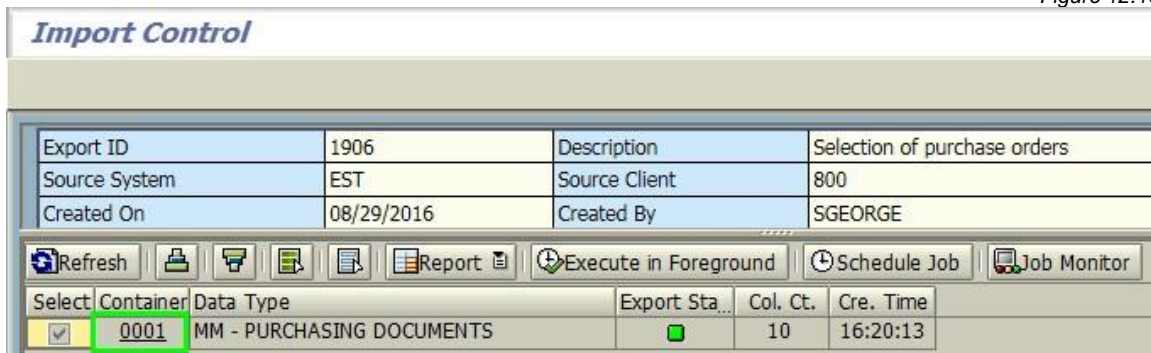 Import Control
Export ID 1906 Description Selection of purchase orders
Source System EST Source Client 800
Created On 08/29/2016 Created By SGEORGE
Refresh Report Execute in Foreground Schedule Job Job Monitor
Select Container Data Type Export Sta... Col. Ct. Cre. Time
0001 MM - PURCHASING DOCUMENTS 10 16:20:13